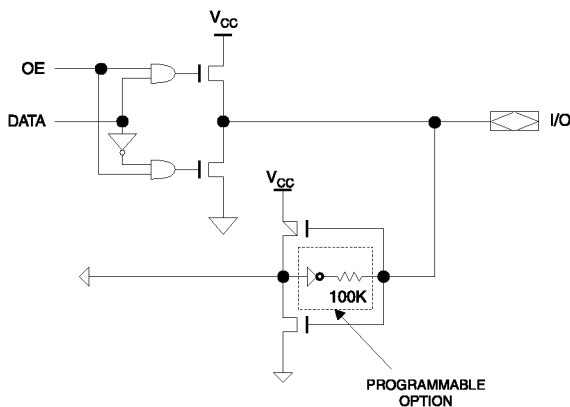 VCC
OE
DATA
I/O
VCC
100K
PROGRAMMABLE
OPTION